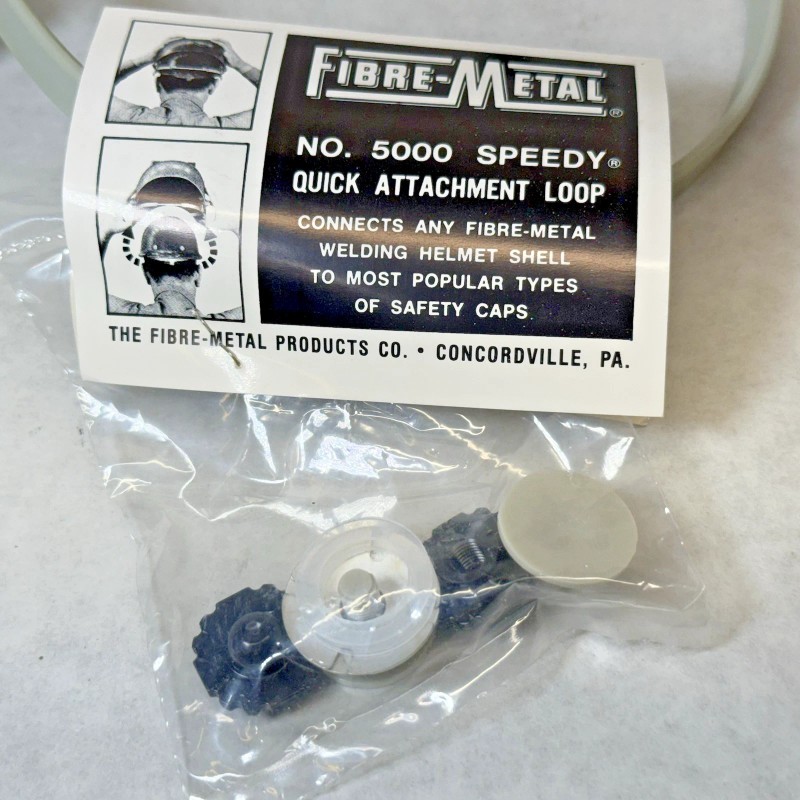 FIBRE-METAL®
NO. 5000 SPEEDY®
QUICK ATTACHMENT LOOP
CONNECTS ANY FIBRE-METAL
WELDING HELMET SHELL
TO MOST POPULAR TYPES
OF SAFETY CAPS
THE FIBRE-METAL PRODUCTS CO. • CONCORDVILLE, PA.